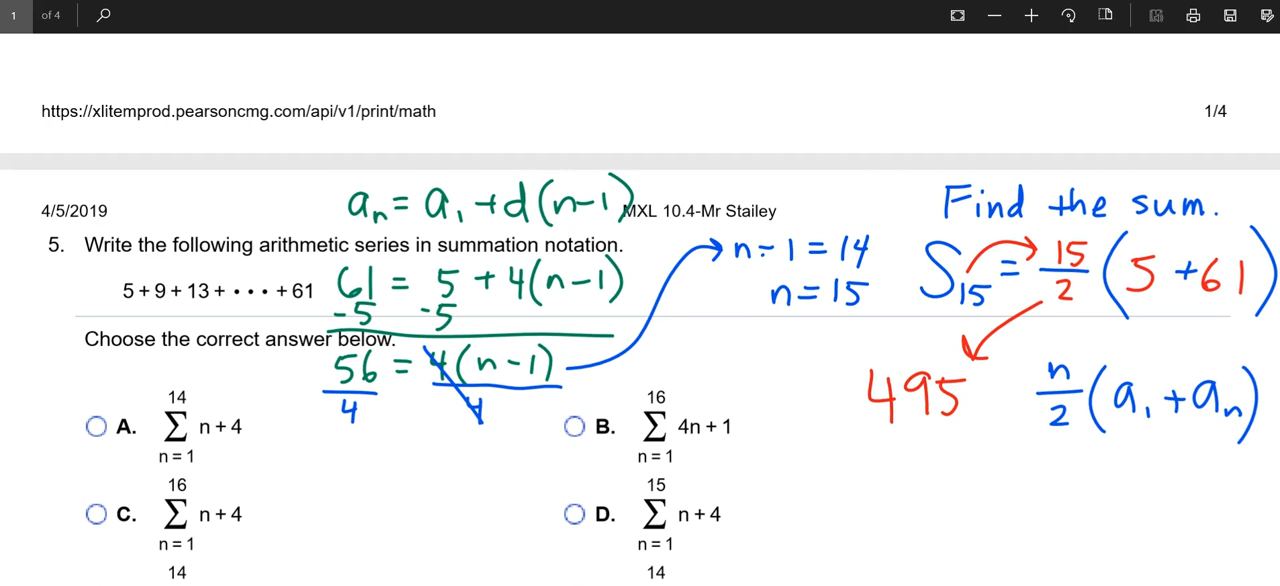 1 of 4
https://xlitemprod.pearsoncmg.com/api/v1/print/math 1/4
4/5/2019 MXL 10.4-Mr Stailey
aₙ = a₁ + d(n-1)
Find the sum.
5. Write the following arithmetic series in summation notation.
5 + 9 + 13 + • • • + 61
61 = 5 + 4(n-1)
-5 -5
56 = 4(n-1)
4 4
n-1 = 14
n = 15
S₁₅ = 15/2 (5 + 61)
495
n/2 (a₁ + aₙ)
Choose the correct answer below.
14
A. Σ n + 4
n = 1
16
B. Σ 4n + 1
n = 1
16
C. Σ n + 4
n = 1
15
D. Σ n + 4
n = 1
14
14